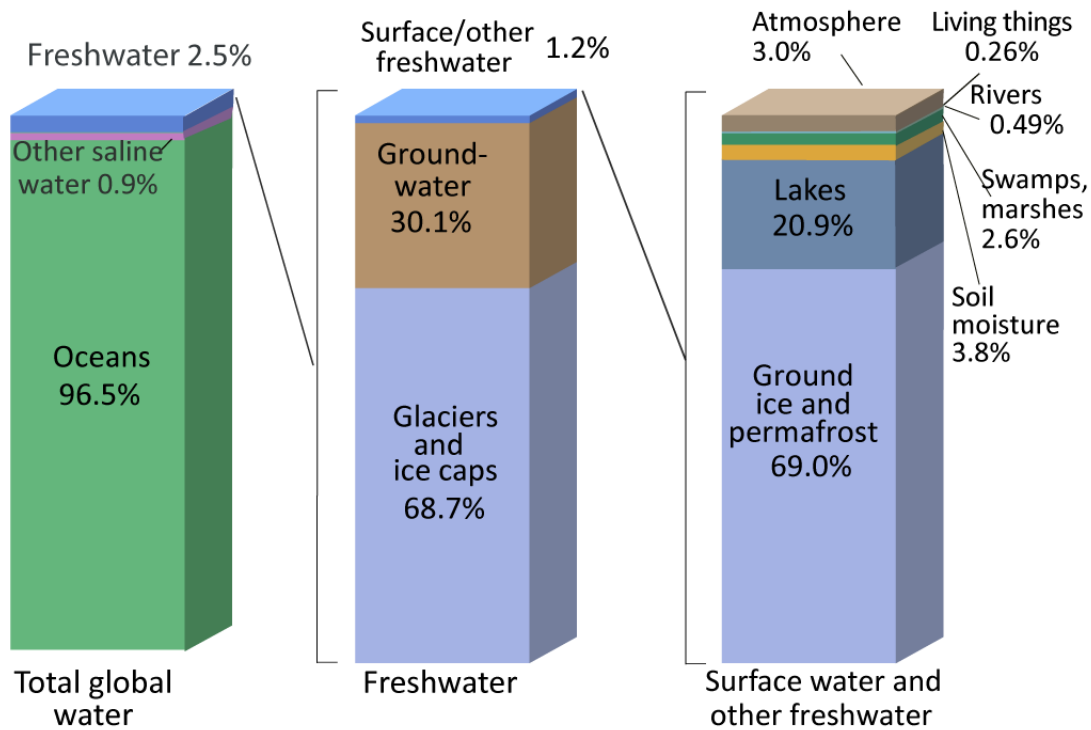 Freshwater 2.5%
Other saline
water 0.9%
Oceans
96.5%
Total global
water
Surface/other
freshwater 1.2%
Ground-
water
30.1%
Glaciers
and
ice caps
68.7%
Freshwater
Atmosphere
3.0%
Living things
0.26%
Rivers
0.49%
Swamps,
marshes
2.6%
Soil
moisture
3.8%
Lakes
20.9%
Ground
ice and
permafrost
69.0%
Surface water and
other freshwater